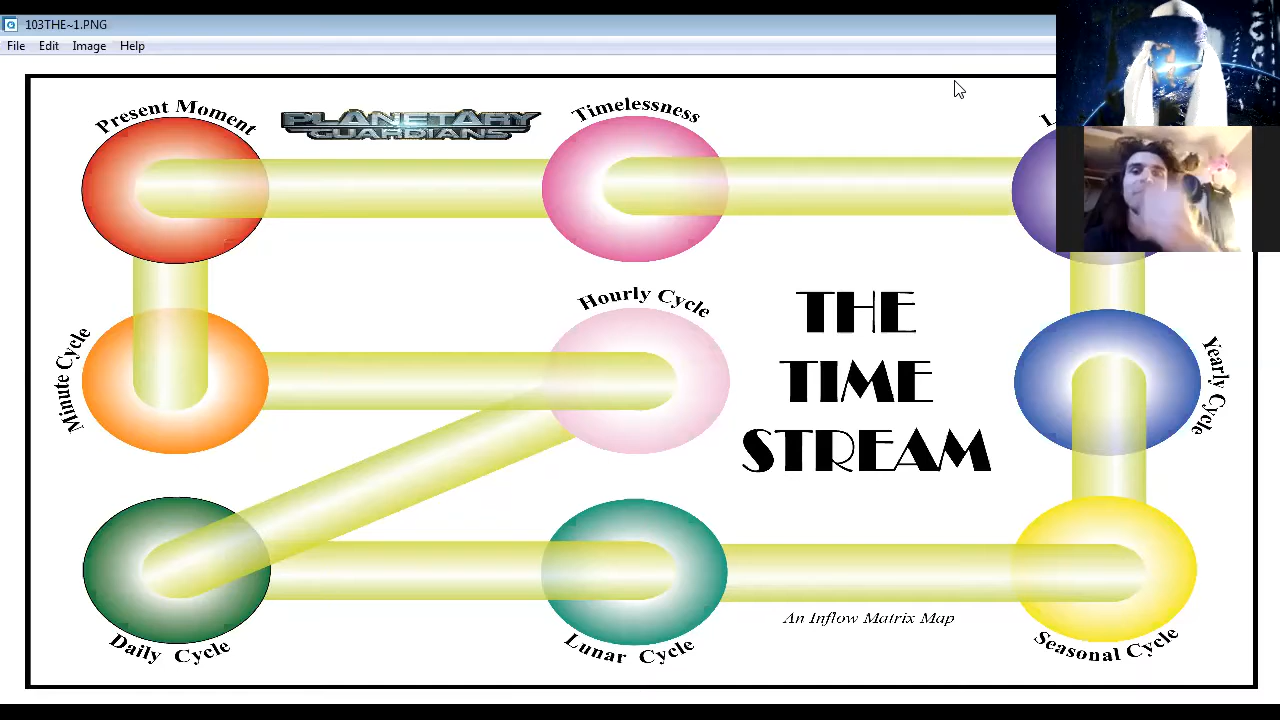 103THE~1.PNG
File Edit Image Help
Present Moment
PLANETARY
GUARDIANS
Timelessness
Minute Cycle
Hourly Cycle
THE
TIME
STREAM
Yearly Cycle
Daily Cycle
Lunar Cycle
An Inflow Matrix Map
Seasonal Cycle